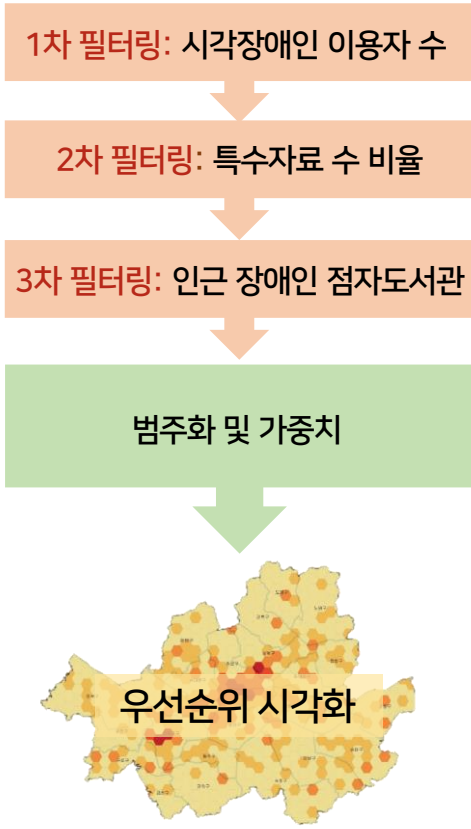 1차 필터링: 시각장애인 이용자 수
2차 필터링: 특수자료 수 비율
3차 필터링: 인근 장애인 점자도서관
범주화 및 가중치
우선순위 시각화